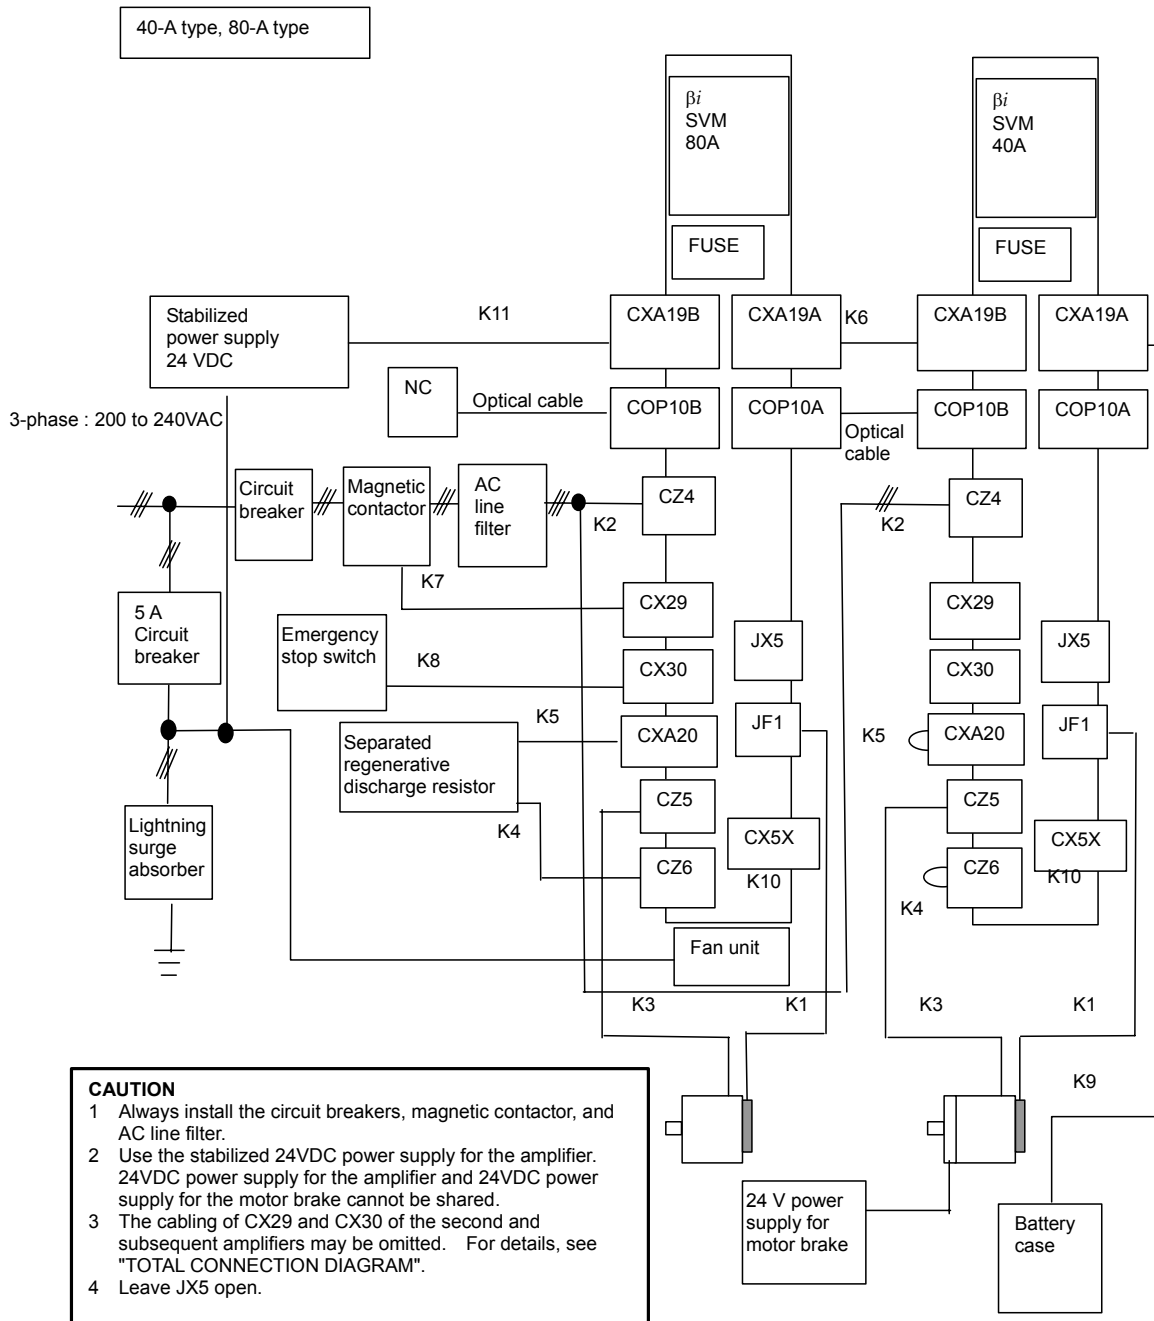 40-A type, 80-A type
βi
SVM
80A
βi
SVM
40A
FUSE
FUSE
Stabilized
power supply
24 VDC
K11
CXA19B
CXA19A
K6
CXA19B
CXA19A
NC
Optical cable
COP10B
COP10A
Optical
cable
COP10B
COP10A
3-phase : 200 to 240VAC
Circuit
breaker
Magnetic
contactor
AC
line
filter
K2
CZ4
K2
CZ4
K7
CX29
CX29
5 A
Circuit
breaker
Emergency
stop switch
K8
CX30
JX5
CX30
JX5
K5
Separated
regenerative
discharge resistor
CXA20
JF1
K5
CXA20
JF1
CZ5
CZ5
K4
Lightning
surge
absorber
CX5X
CX5X
CZ6
K10
K4
CZ6
K10
Fan unit
K3
K1
K3
K1
K9
CAUTION
1 Always install the circuit breakers, magnetic contactor, and
AC line filter.
2 Use the stabilized 24VDC power supply for the amplifier.
24VDC power supply for the amplifier and 24VDC power
supply for the motor brake cannot be shared.
3 The cabling of CX29 and CX30 of the second and
subsequent amplifiers may be omitted. For details, see
"TOTAL CONNECTION DIAGRAM".
4 Leave JX5 open.
24 V power
supply for
motor brake
Battery
case